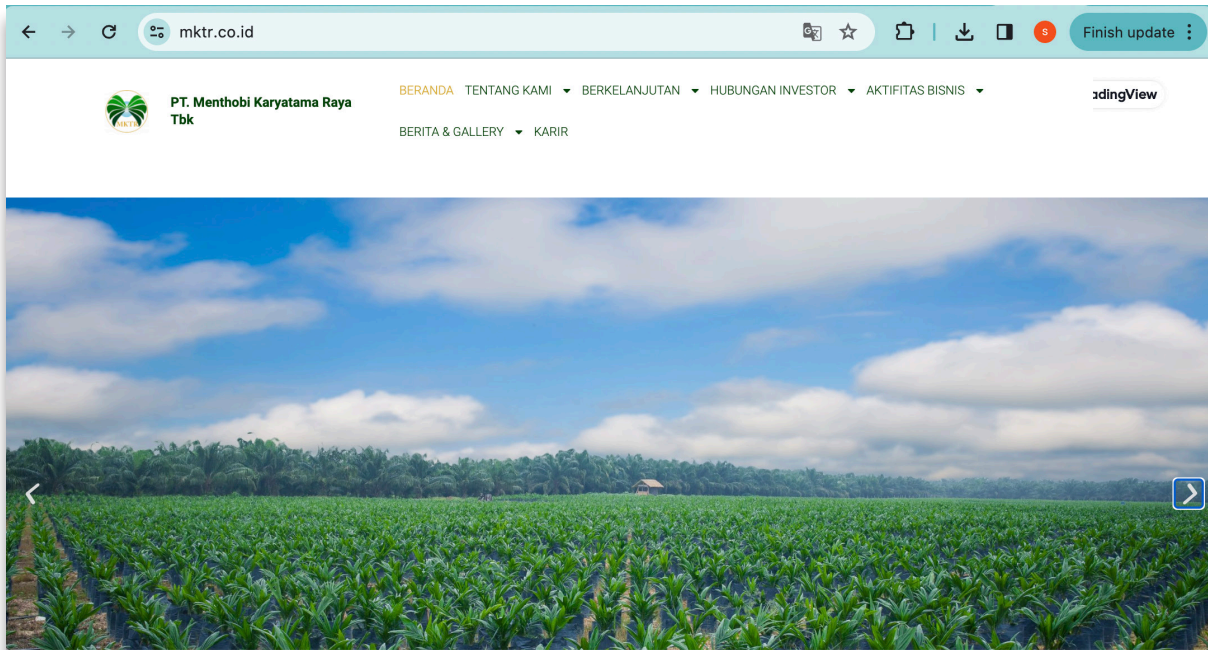 mktr.co.id
Finish update
S
PT. Menthobi Karyatama Raya
Tbk
MKTR
BERANDA TENTANG KAMI BERKELANJUTAN HUBUNGAN INVESTOR AKTIFITAS BISNIS
BERITA & GALLERY KARIR
adingView